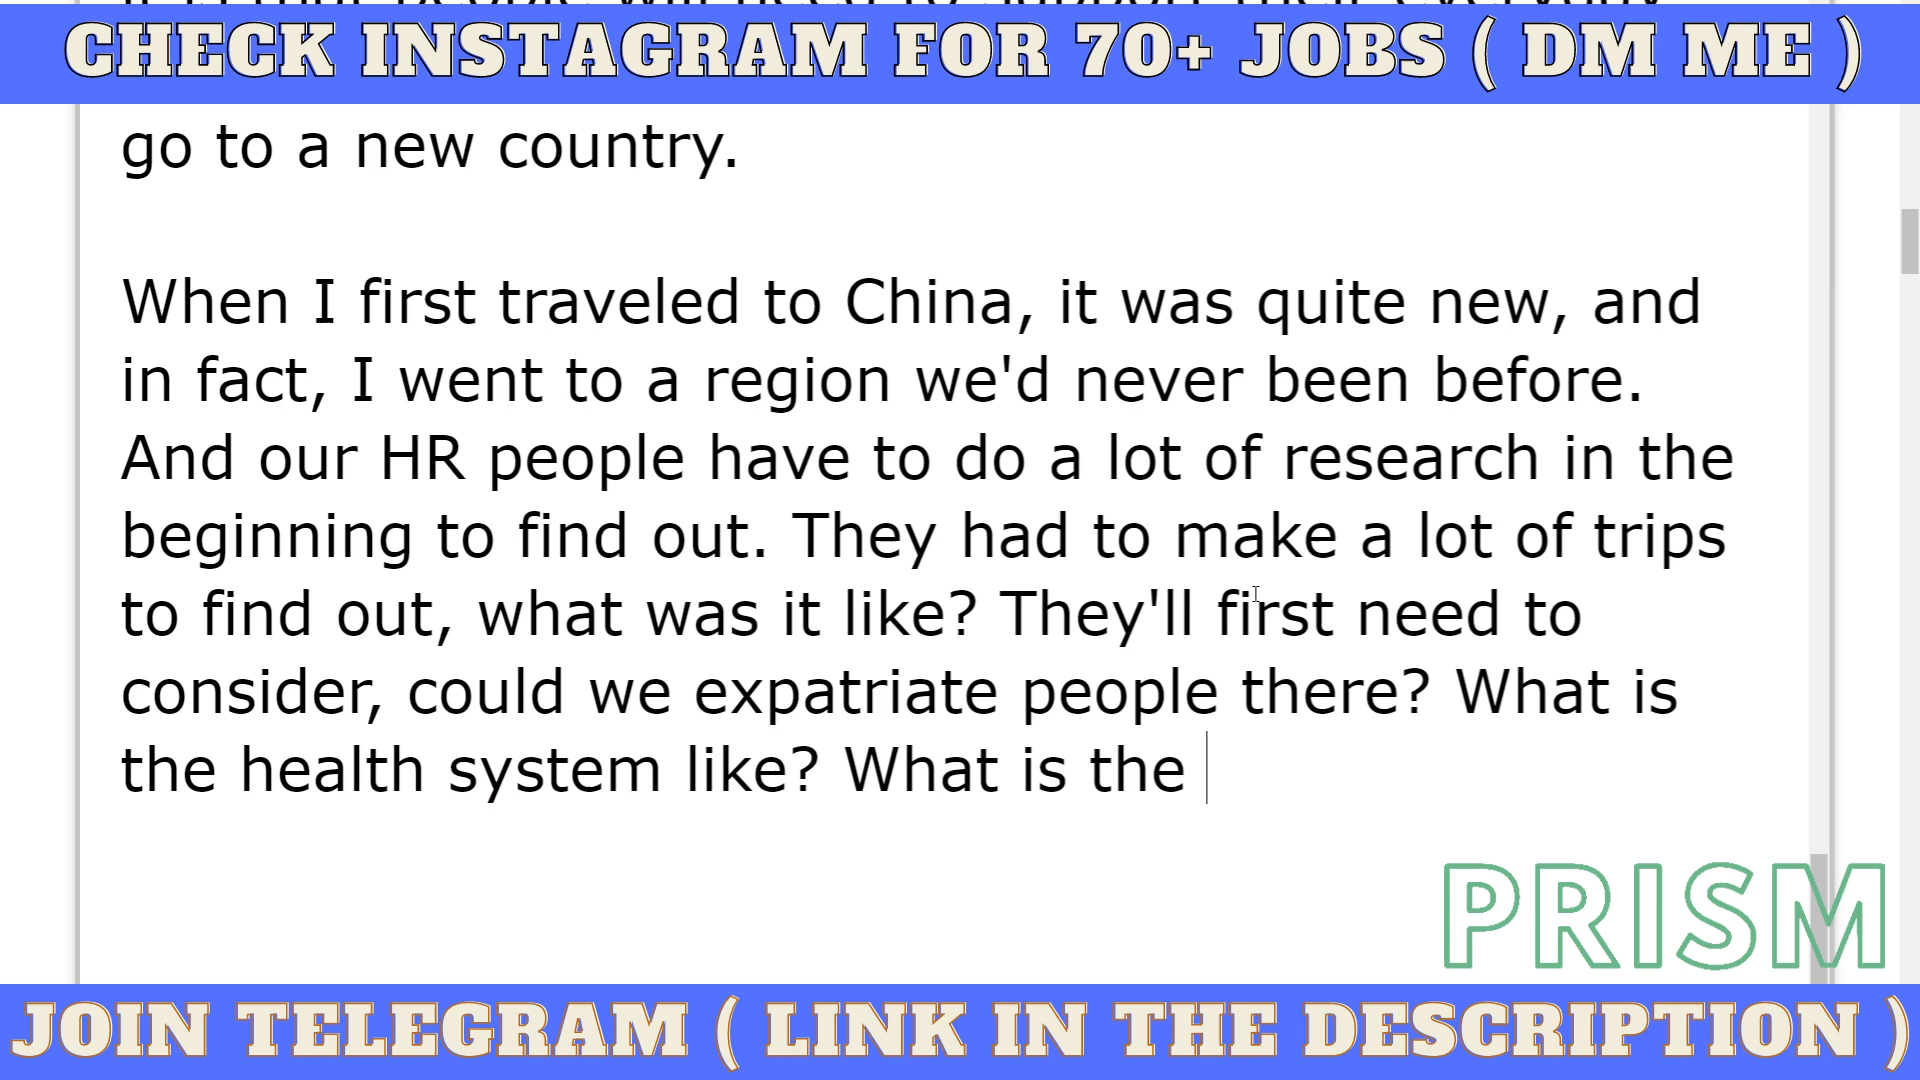 CHECK INSTAGRAM FOR 70+ JOBS ( DM ME )
go to a new country.
When I first traveled to China, it was quite new, and
in fact, I went to a region we'd never been before.
And our HR people have to do a lot of research in the
beginning to find out. They had to make a lot of trips
to find out, what was it like? They'll first need to
consider, could we expatriate people there? What is
the health system like? What is the
PRISM
JOIN TELEGRAM ( LINK IN THE DESCRIPTION )